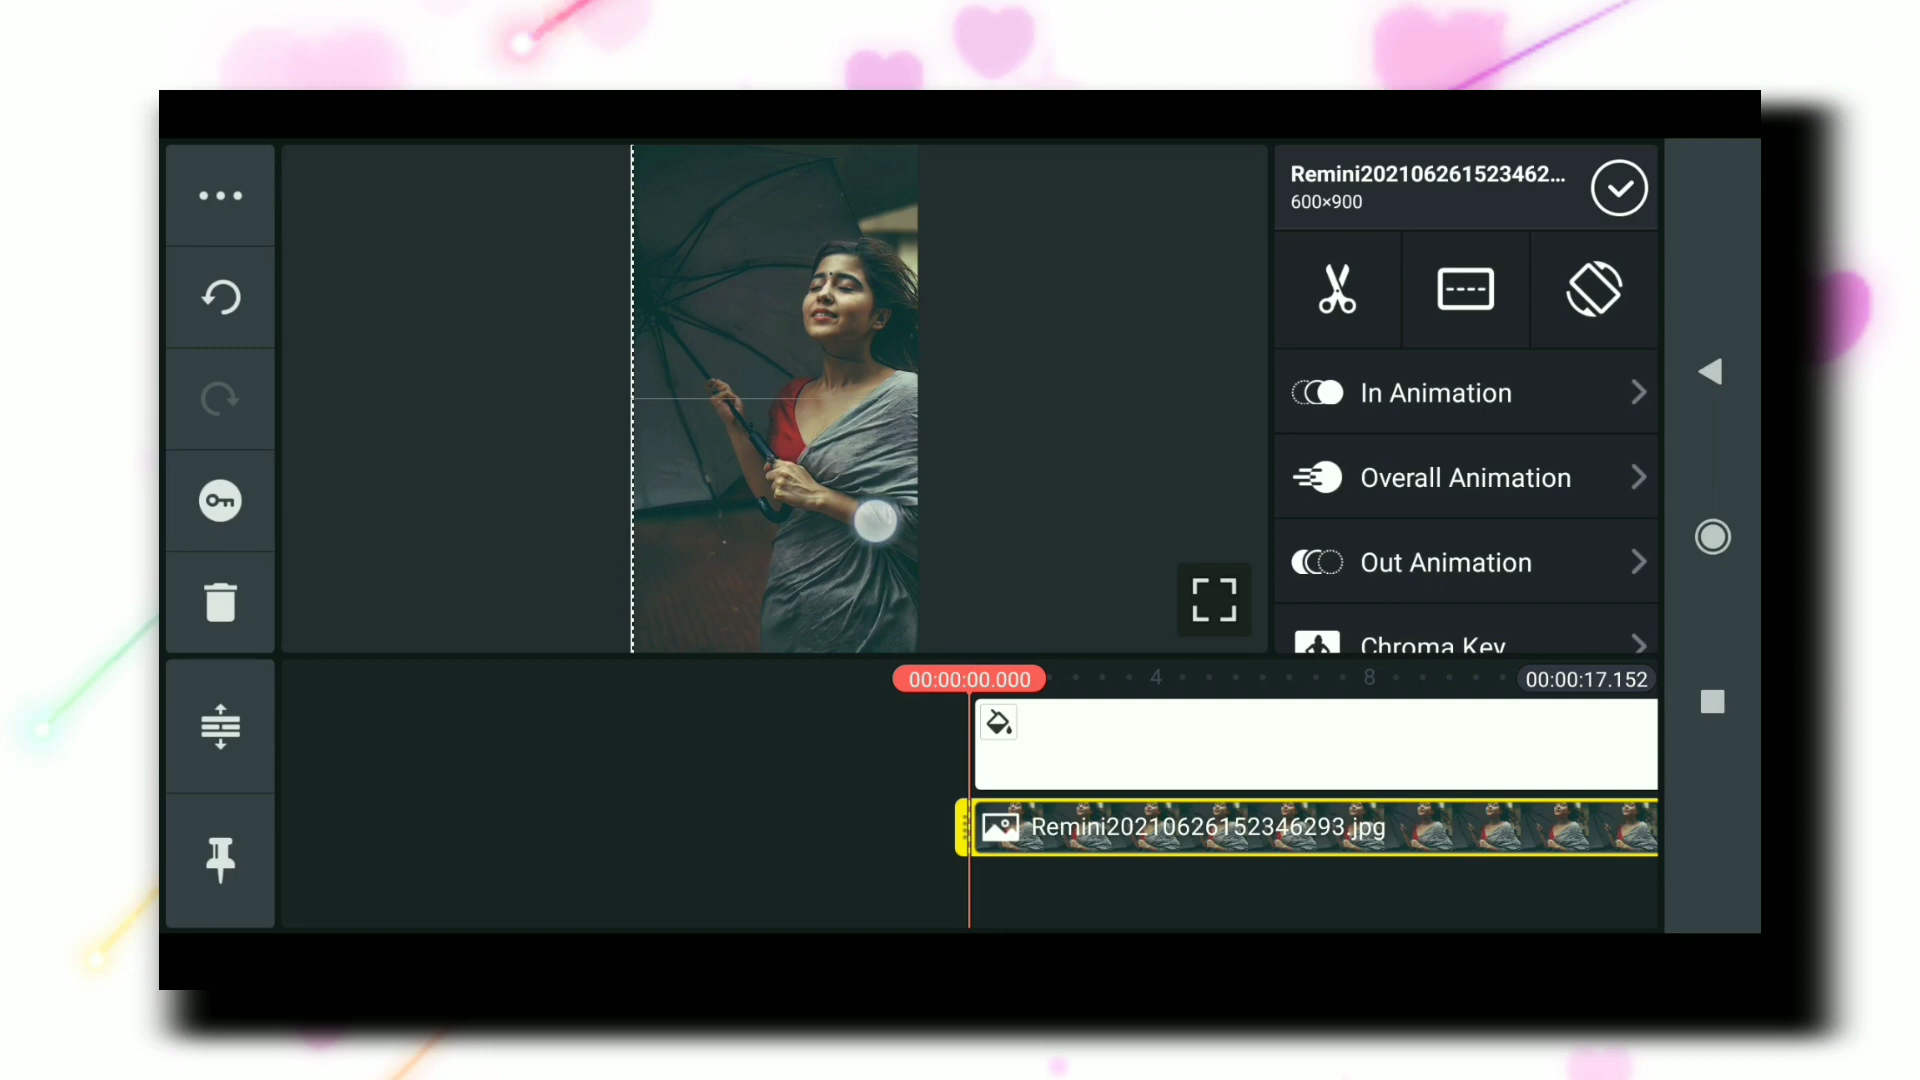 Remini202106261523462...
600×900
In Animation
Overall Animation
Out Animation
Chroma Key
00:00:00.000
4
8
00:00:17.152
Remini20210626152346293.jpg